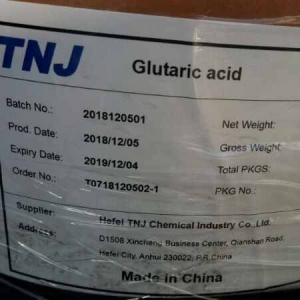 TNJ
Glutaric acid
Batch No.: 2018120501 Net Weight:
Prod. Date: 2018/12/05 Gross Weight:
Expiry Date: 2019/12/04 Total PKGS:
Order No.: T0718120502-1 PKG No.:
Supplier: Hefei TNJ Chemical Industry Co.,Ltd.
D1508 Xincheng Business Center, Qianshan Road,
Hefei City, Anhui 230022, P.R.China
Made in China